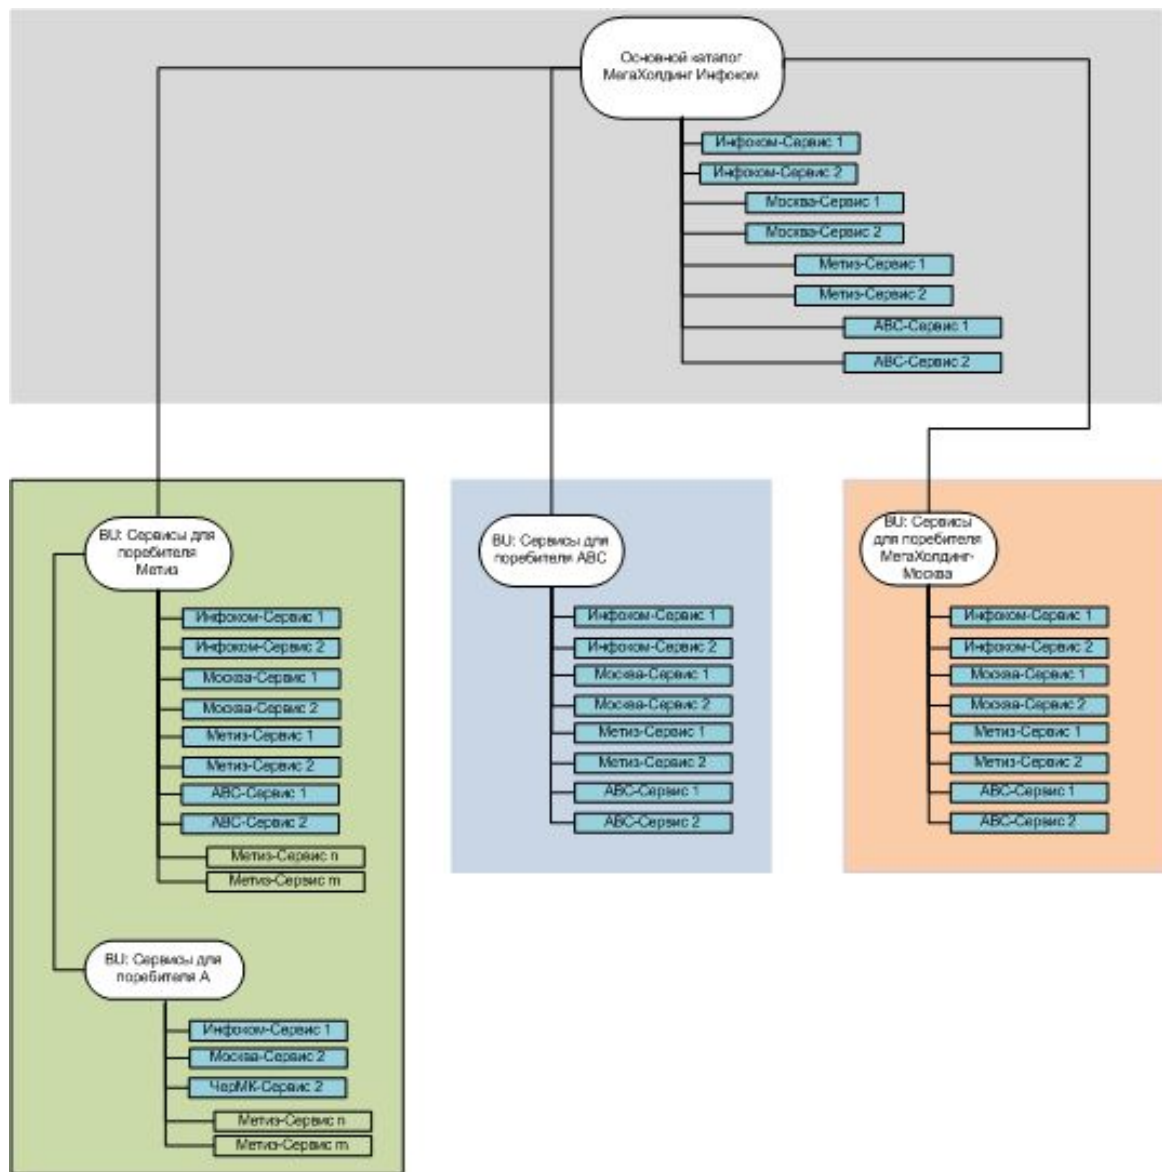 Основной каталог
МегаХолдинг Инфоком
Инфоком-Сервис 1
Инфоком-Сервис 2
Москва-Сервис 1
Москва-Сервис 2
Метиз-Сервис 1
Метиз-Сервис 2
АВС-Сервис 1
АВС-Сервис 2
BU: Сервисы для
поребителя
Метиз
Инфоком-Сервис 1
Инфоком-Сервис 2
Москва-Сервис 1
Москва-Сервис 2
Метиз-Сервис 1
Метиз-Сервис 2
АВС-Сервис 1
АВС-Сервис 2
Метиз-Сервис n
Метиз-Сервис m
BU: Сервисы для
поребителя А
Инфоком-Сервис 1
Москва-Сервис 2
ЧерМК-Сервис 2
Метиз-Сервис n
Метиз-Сервис m
BU: Сервисы для
поребителя АВС
Инфоком-Сервис 1
Инфоком-Сервис 2
Москва-Сервис 1
Москва-Сервис 2
Метиз-Сервис 1
Метиз-Сервис 2
АВС-Сервис 1
АВС-Сервис 2
BU: Сервисы
для поребителя
МегаХолдинг-
Москва
Инфоком-Сервис 1
Инфоком-Сервис 2
Москва-Сервис 1
Москва-Сервис 2
Метиз-Сервис 1
Метиз-Сервис 2
АВС-Сервис 1
АВС-Сервис 2